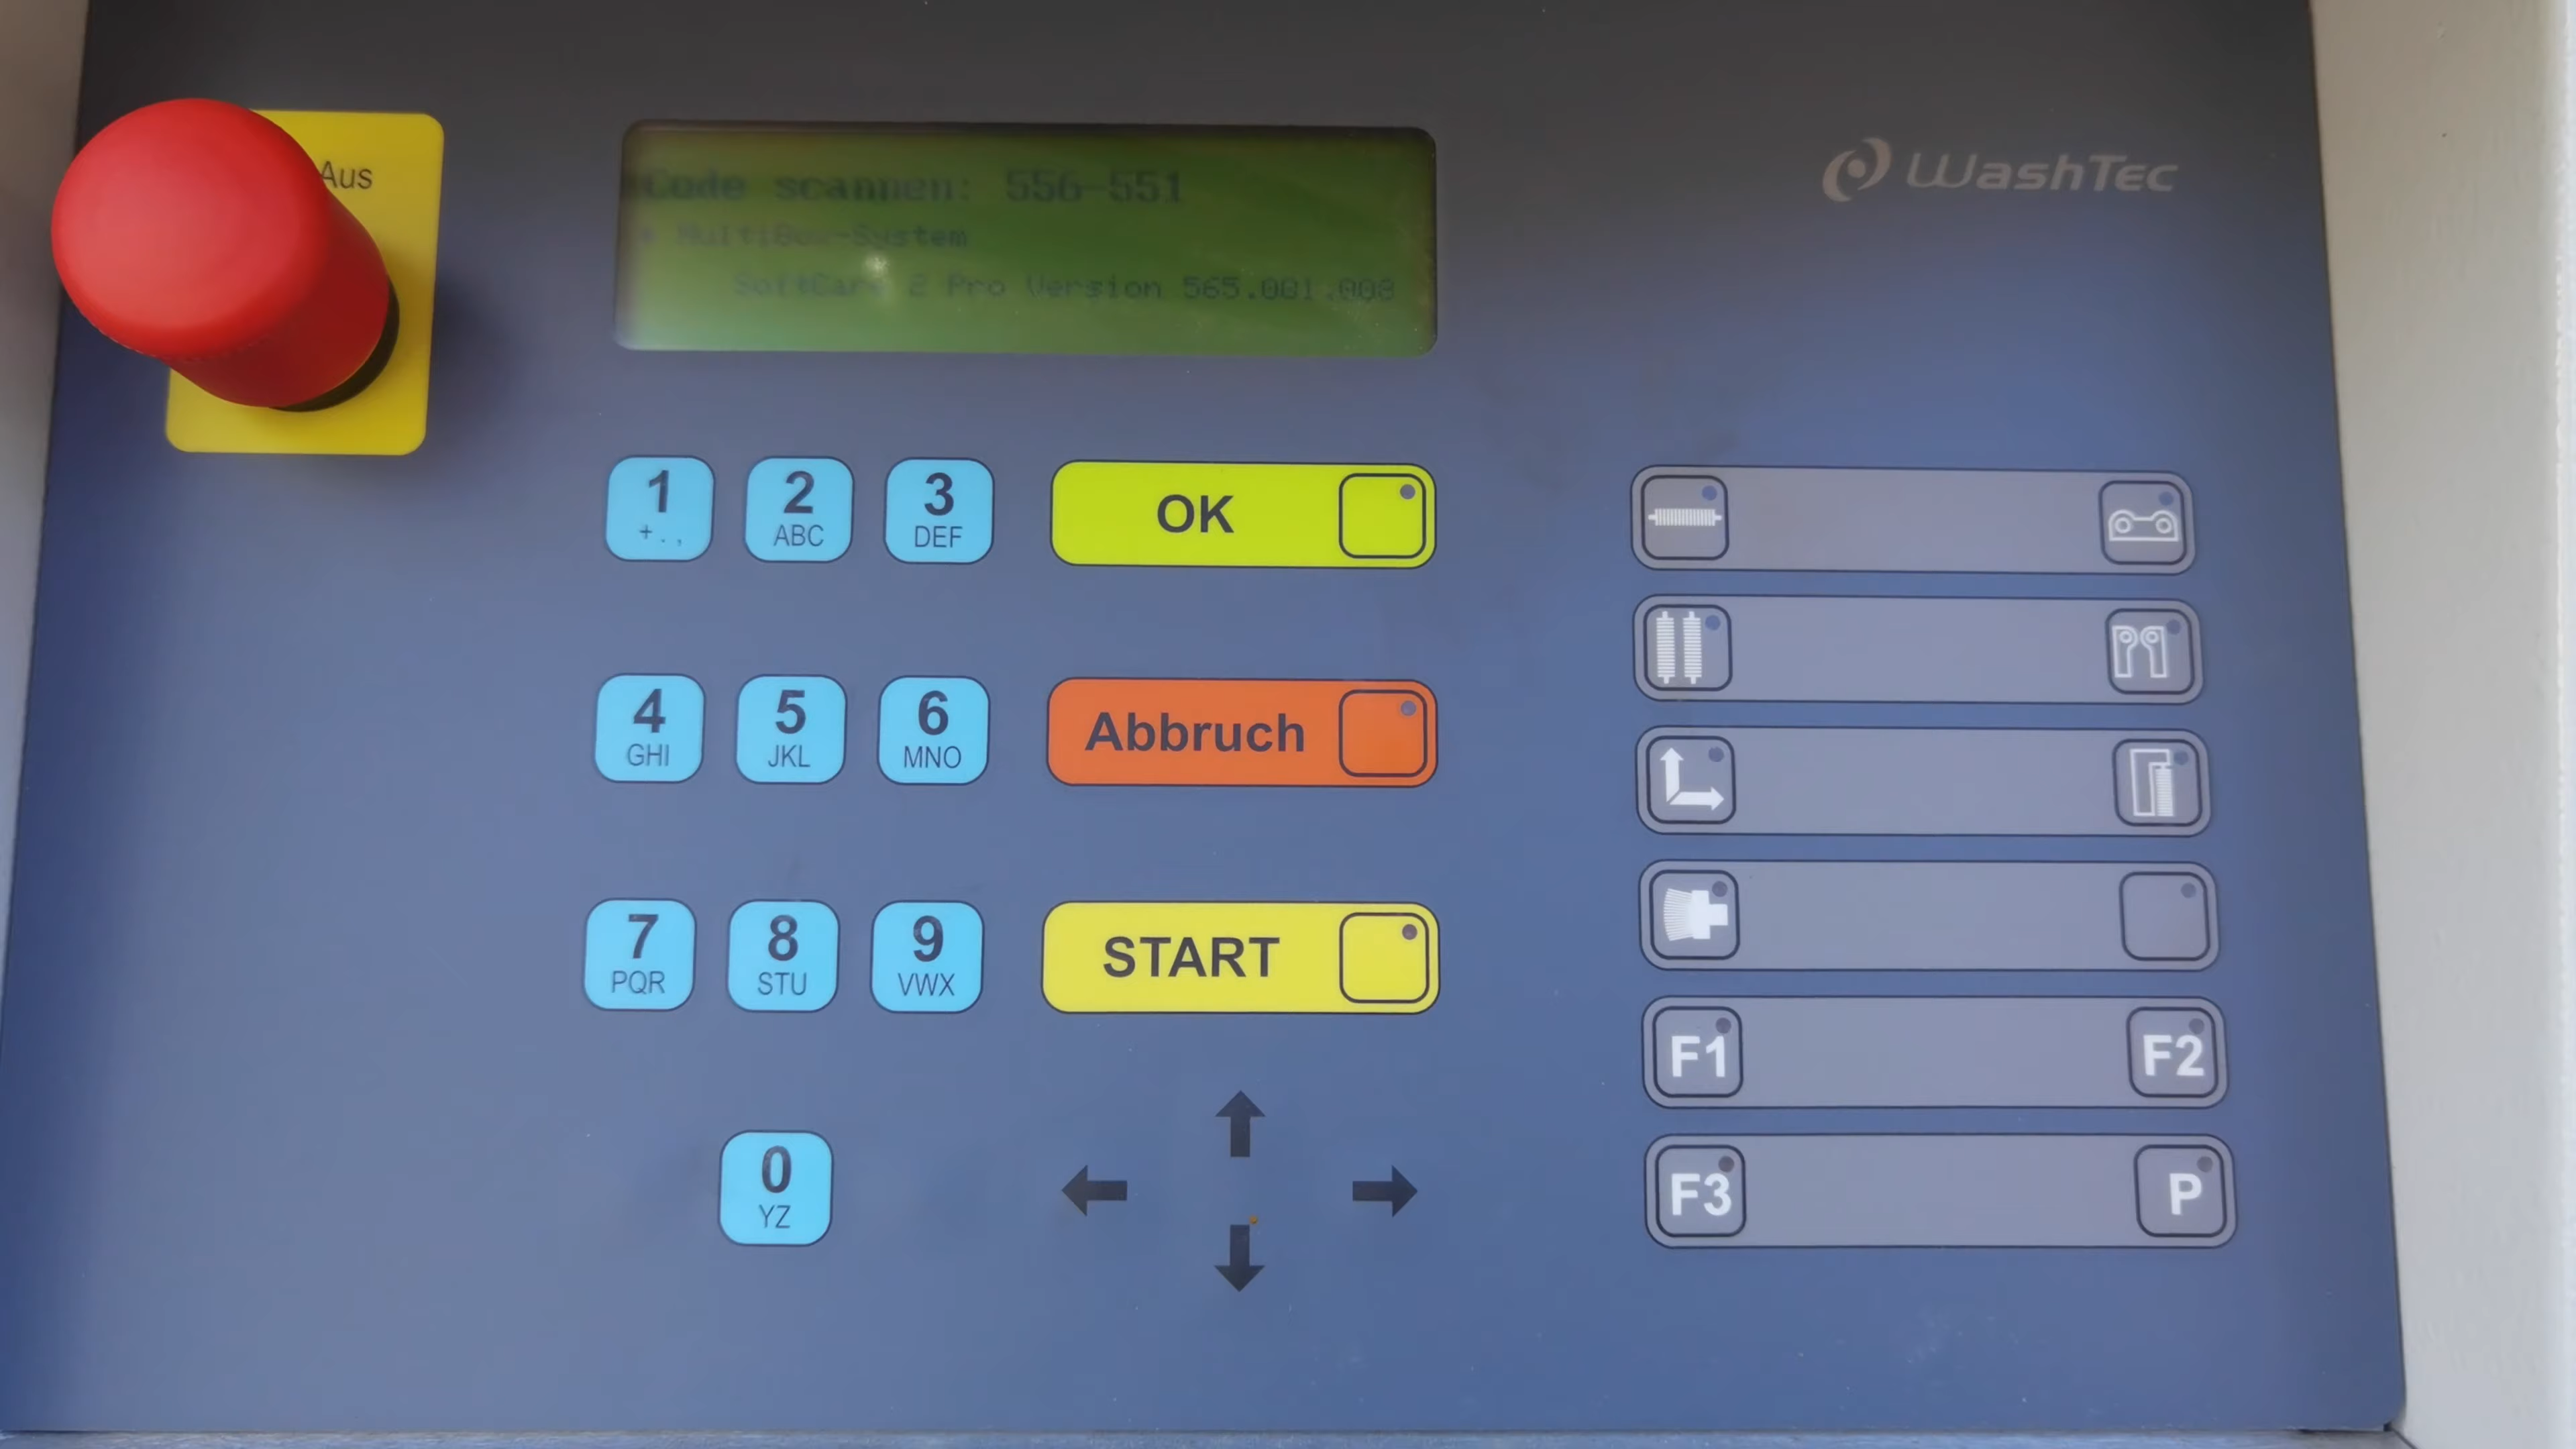 Aus
Code scannen: 556-551
* MultiBox-System
SoftCare 2 Pro Version 565.001.008
WashTec
1
+.,
2
ABC
3
DEF
OK
4
GHI
5
JKL
6
MNO
Abbruch
7
PQR
8
STU
9
VWX
START
0
YZ
F1
F2
F3
P